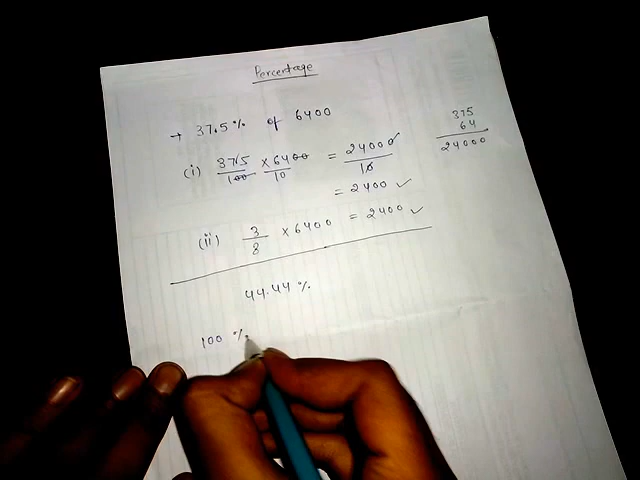 Percentage
→ 37.5% of 6400
375
64
24000
(i) 375/100 × 6400/10 = 24000/10
= 2400 ✓
(ii) 3/8 × 6400 = 2400 ✓
44.44 %
100 %